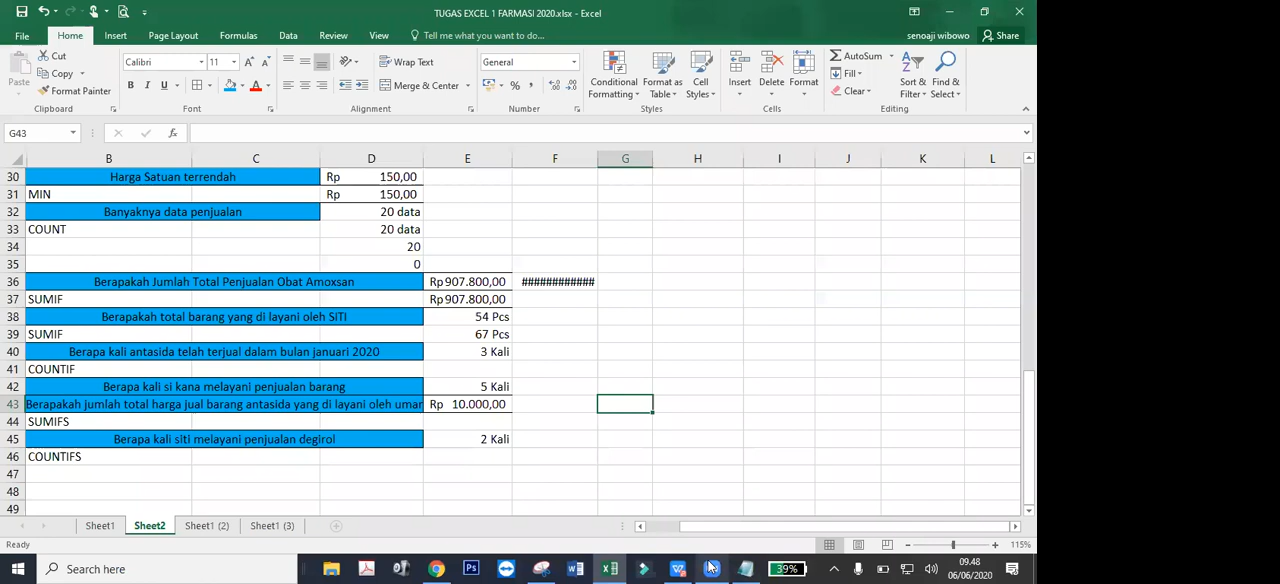 TUGAS EXCEL 1 FARMASI 2020.xlsx - Excel
File Home Insert Page Layout Formulas Data Review View Tell me what you want to do... senoaji wibowo Share
Paste Cut Copy Format Painter
Calibri 11 A A B I U A
Wrap Text Merge & Center
General % ,
Conditional Formatting Format as Table Cell Styles
Insert Delete Format
AutoSum Fill Clear Sort & Filter Find & Select
Clipboard Font Alignment Number Styles Cells Editing
G43 fx
B C D E F G H I J K L
30 Harga Satuan terrendah Rp 150,00
31 MIN Rp 150,00
32 Banyaknya data penjualan 20 data
33 COUNT 20 data
34 20
35 0
36 Berapakah Jumlah Total Penjualan Obat Amoxsan Rp 907.800,00 ############
37 SUMIF Rp 907.800,00
38 Berapakah total barang yang di layani oleh SITI 54 Pcs
39 SUMIF 67 Pcs
40 Berapa kali antasida telah terjual dalam bulan januari 2020 3 Kali
41 COUNTIF
42 Berapa kali si kana melayani penjualan barang 5 Kali
43 Berapakah jumlah total harga jual barang antasida yang di layani oleh umar Rp 10.000,00
44 SUMIFS
45 Berapa kali siti melayani penjualan degirol 2 Kali
46 COUNTIFS
47
48
49
Sheet1 Sheet2 Sheet1 (2) Sheet1 (3)
Ready 115%
Search here 39% 09.48
06/06/2020